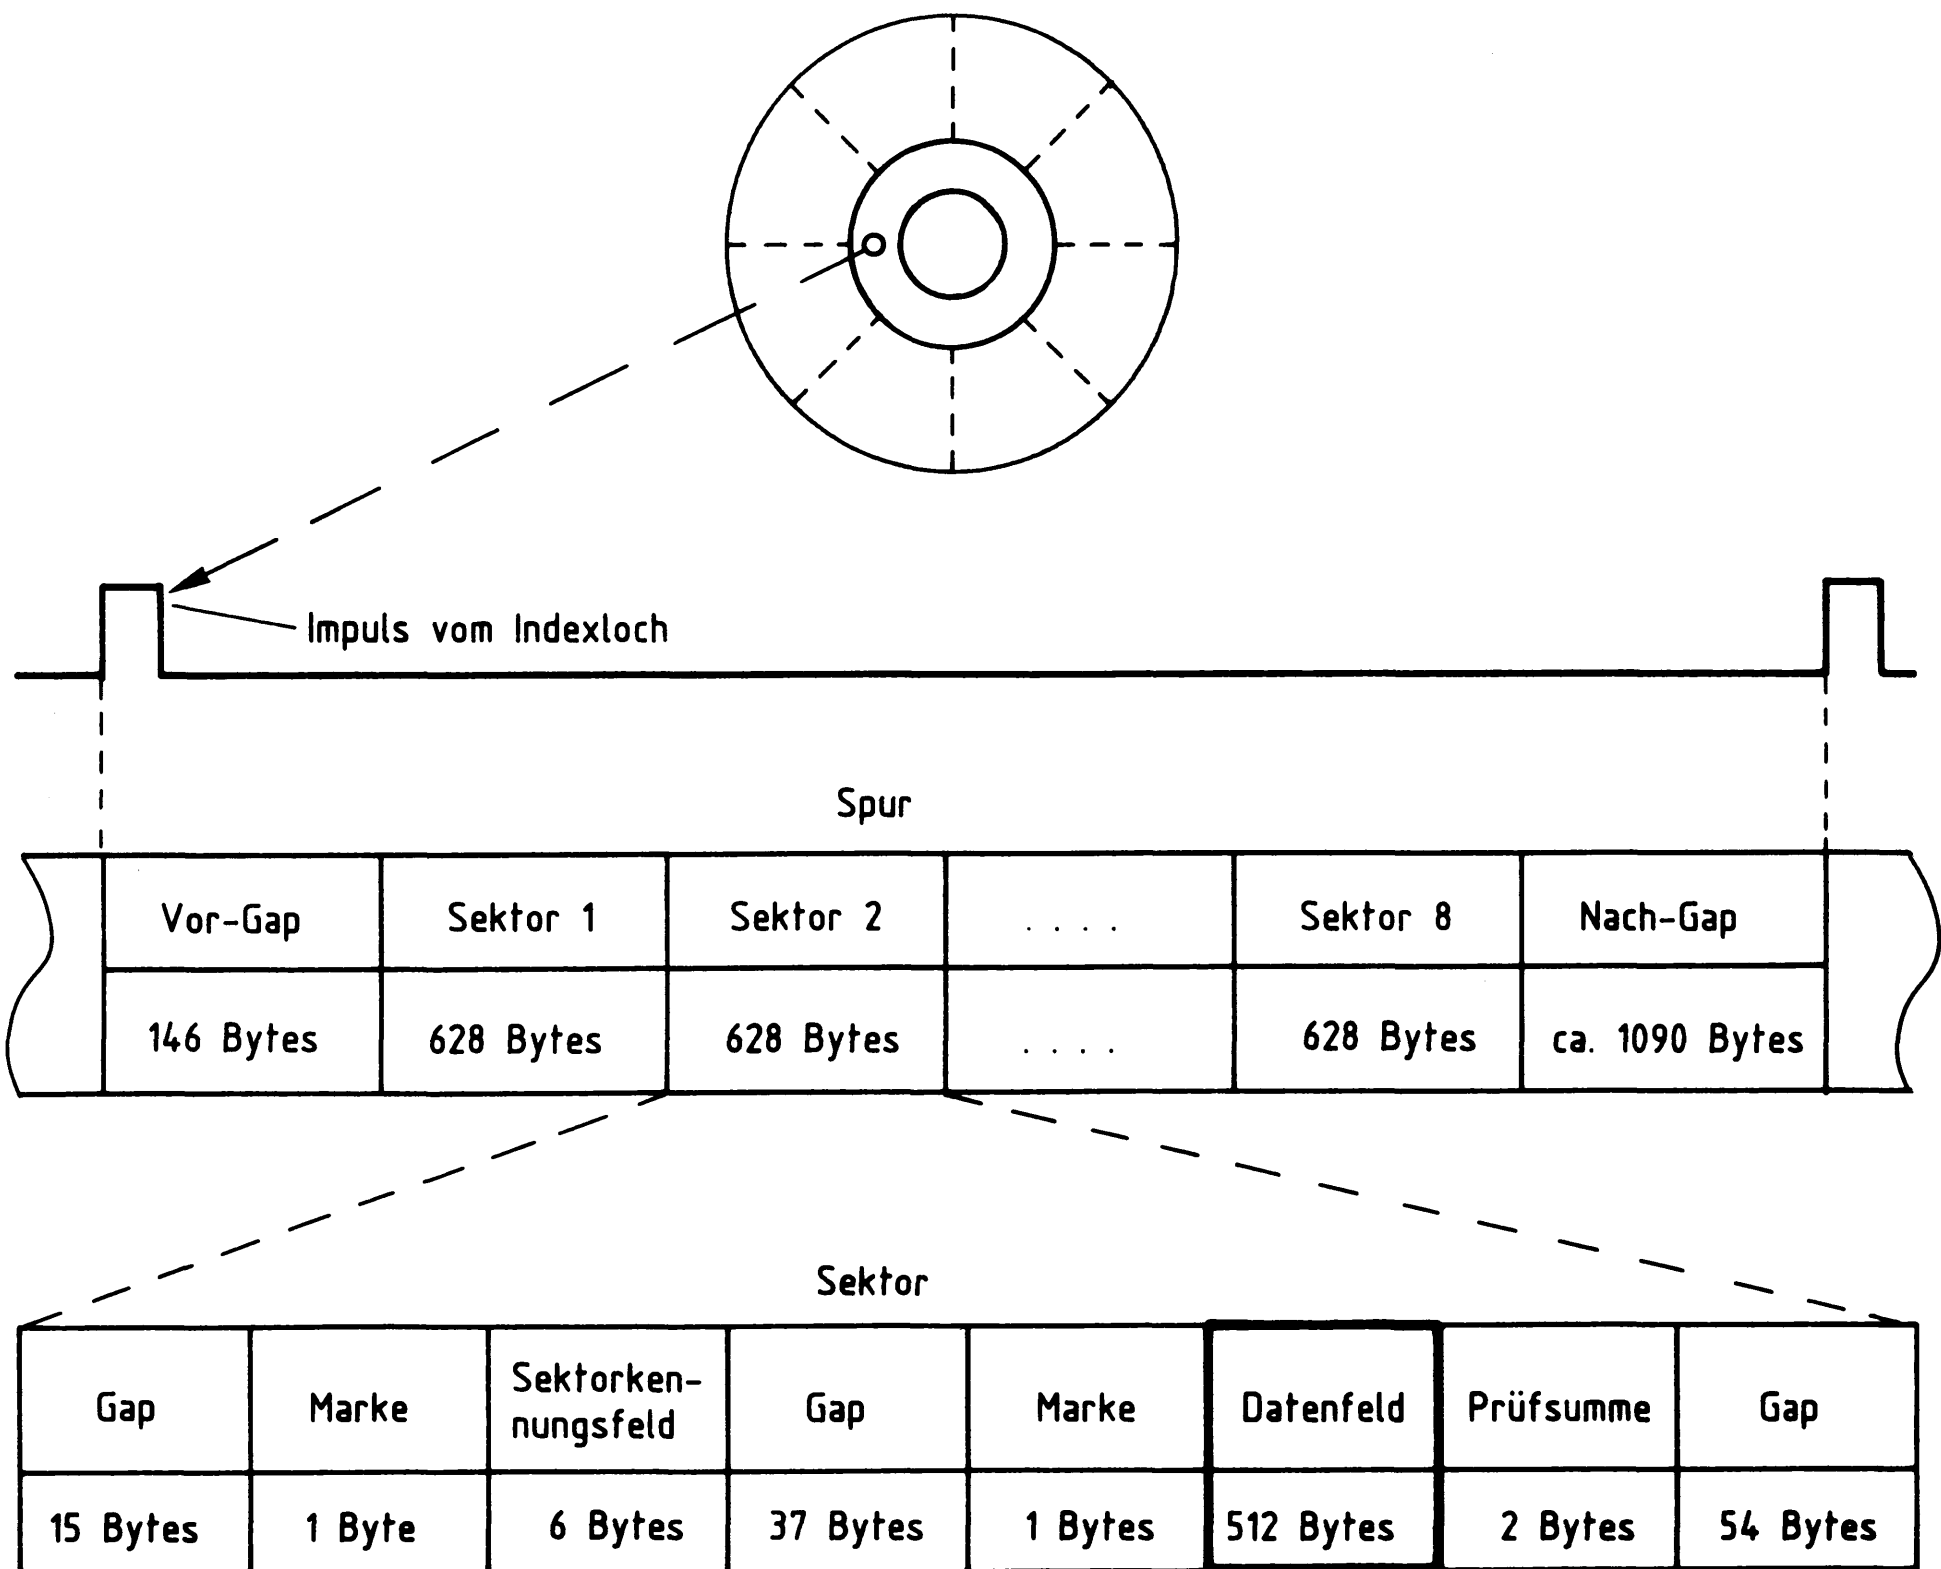 Impuls vom Indexloch
Spur
Vor-Gap Sektor 1 Sektor 2 . . . . Sektor 8 Nach-Gap
146 Bytes 628 Bytes 628 Bytes . . . . 628 Bytes ca. 1090 Bytes
Sektor
Gap Marke Sektorken-
nungsfeld Gap Marke Datenfeld Prüfsumme Gap
15 Bytes 1 Byte 6 Bytes 37 Bytes 1 Bytes 512 Bytes 2 Bytes 54 Bytes